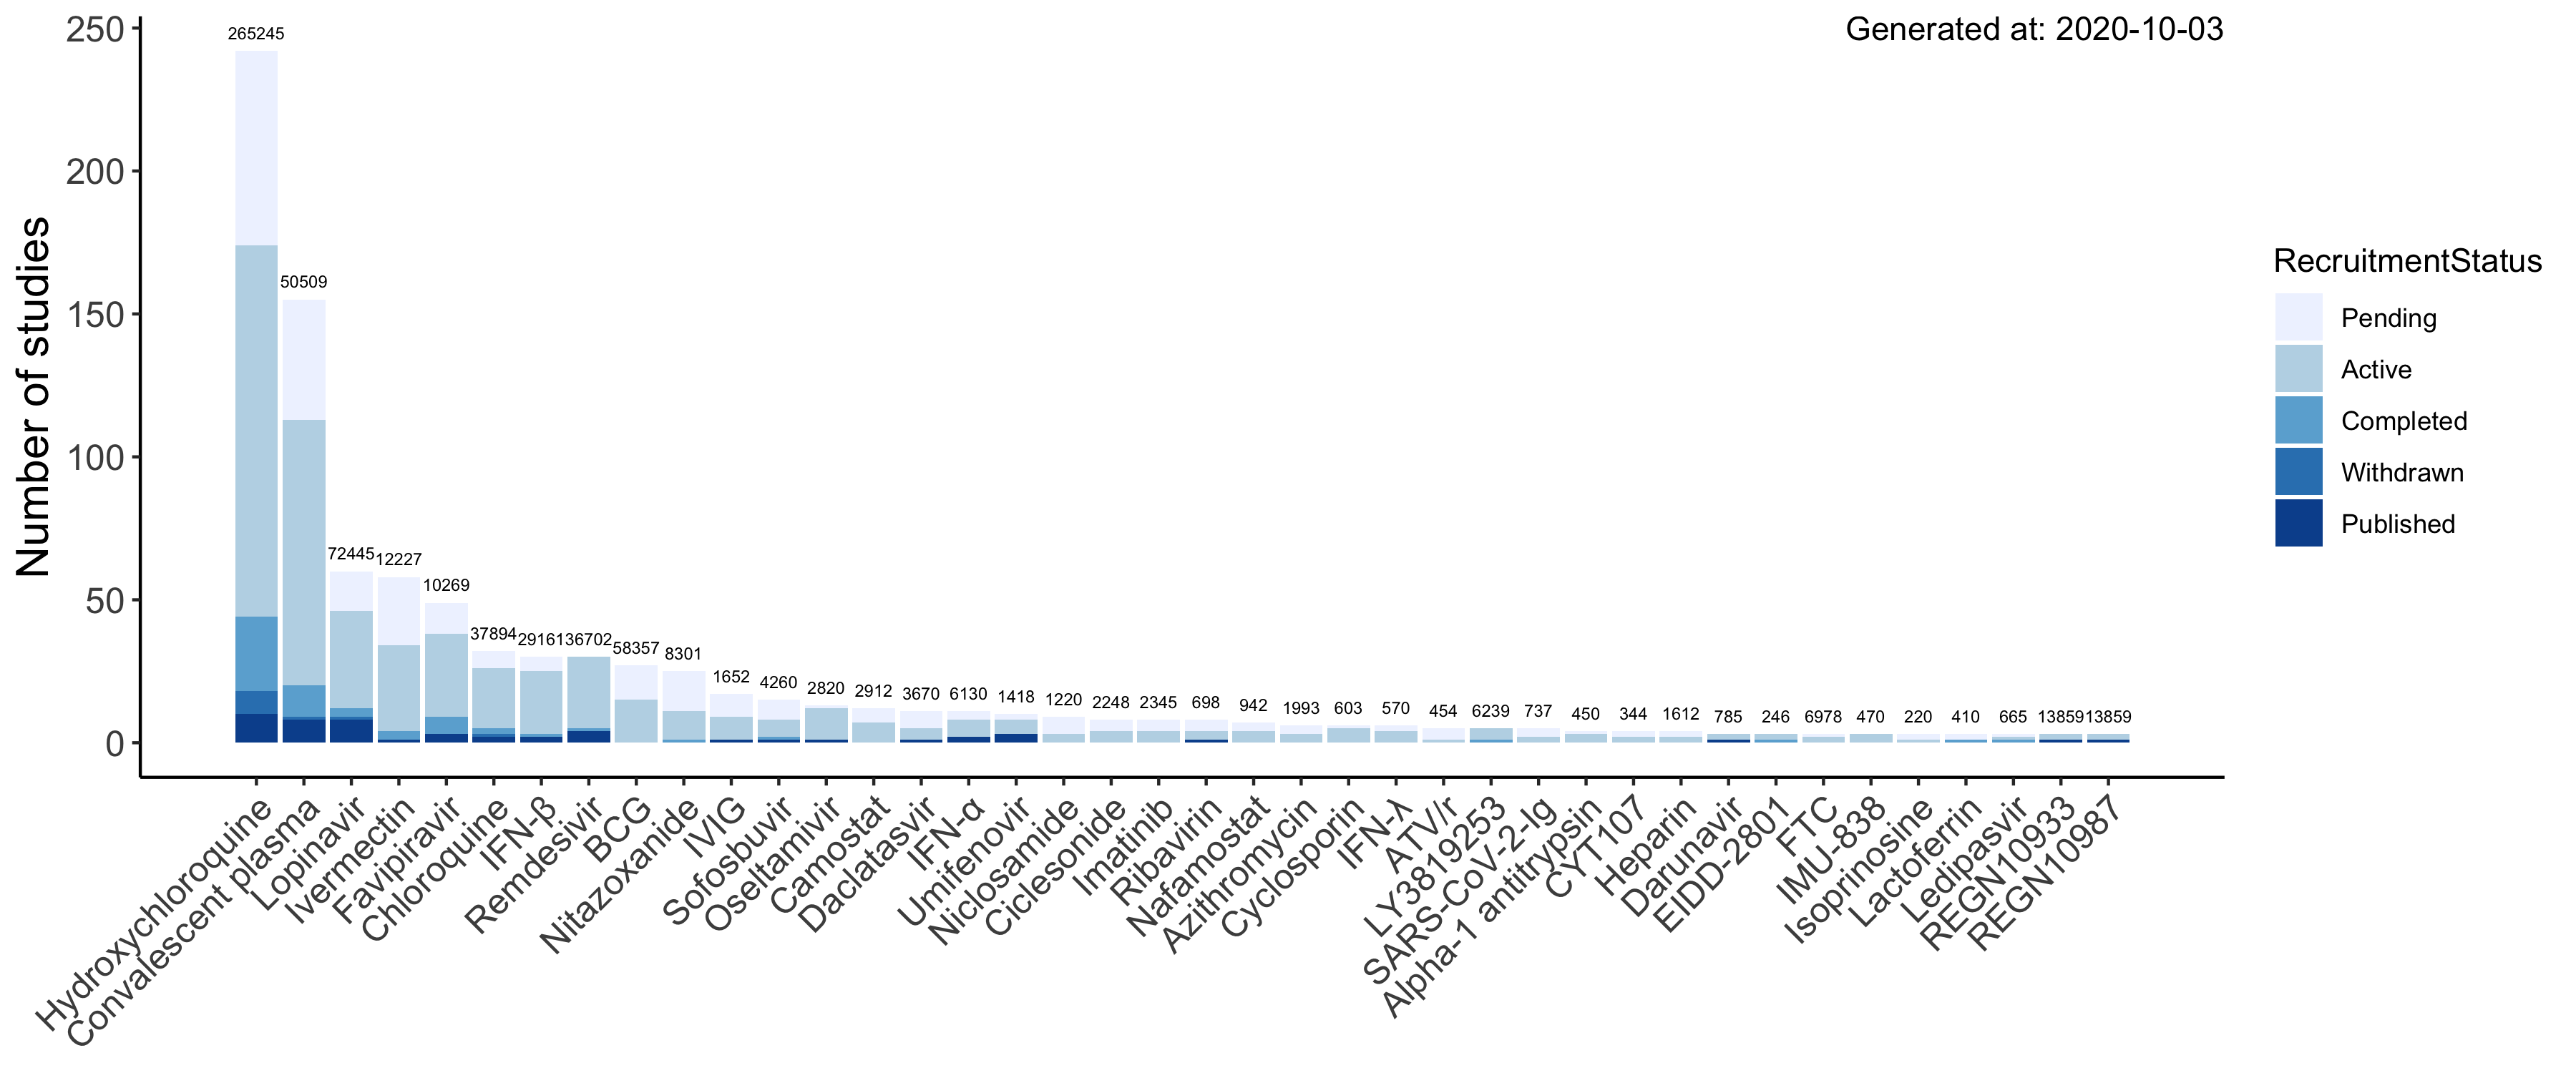 Generated at: 2020-10-03
Number of studies
250
200
150
100
50
0
265245
50509
72445
12227
10269
37894
29161
36702
58357
8301
1652
4260
2820
2912
3670
6130
1418
1220
2248
2345
698
942
1993
603
570
454
6239
737
450
344
1612
785
246
6978
470
220
410
665
13859
13859
Hydroxychloroquine
Convalescent plasma
Lopinavir
Ivermectin
Favipiravir
Chloroquine
IFN-β
Remdesivir
BCG
Nitazoxanide
IVIG
Sofosbuvir
Oseltamivir
Camostat
Daclatasvir
IFN-α
Umifenovir
Niclosamide
Ciclesonide
Imatinib
Ribavirin
Nafamostat
Azithromycin
Cyclosporin
IFN-λ
ATV/r
LY3819253
SARS-CoV-2-Ig
Alpha-1 antitrypsin
CYT107
Heparin
Darunavir
EIDD-2801
FTC
IMU-838
Isoprinosine
Lactoferrin
Ledipasvir
REGN10933
REGN10987
RecruitmentStatus
Pending
Active
Completed
Withdrawn
Published